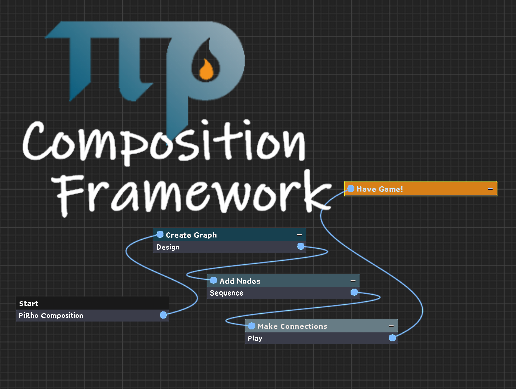 Composition
Framework
Have Game!
Create Graph
Design
Add Nodes
Sequence
Start
PiRho Composition
Make Connections
Play